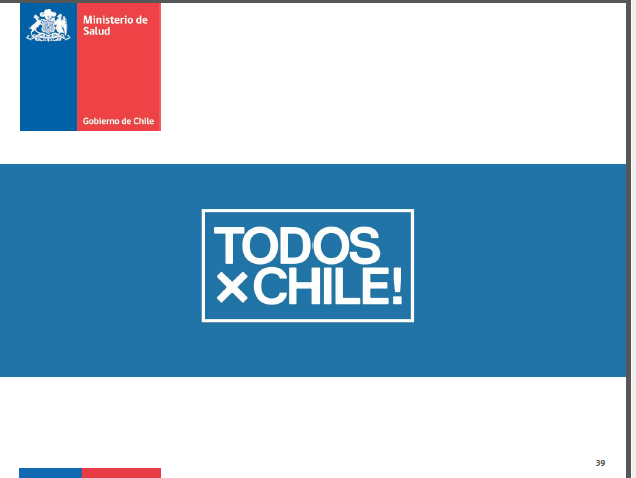 Ministerio de
Salud
Gobierno de Chile
TODOS
×CHILE!
39